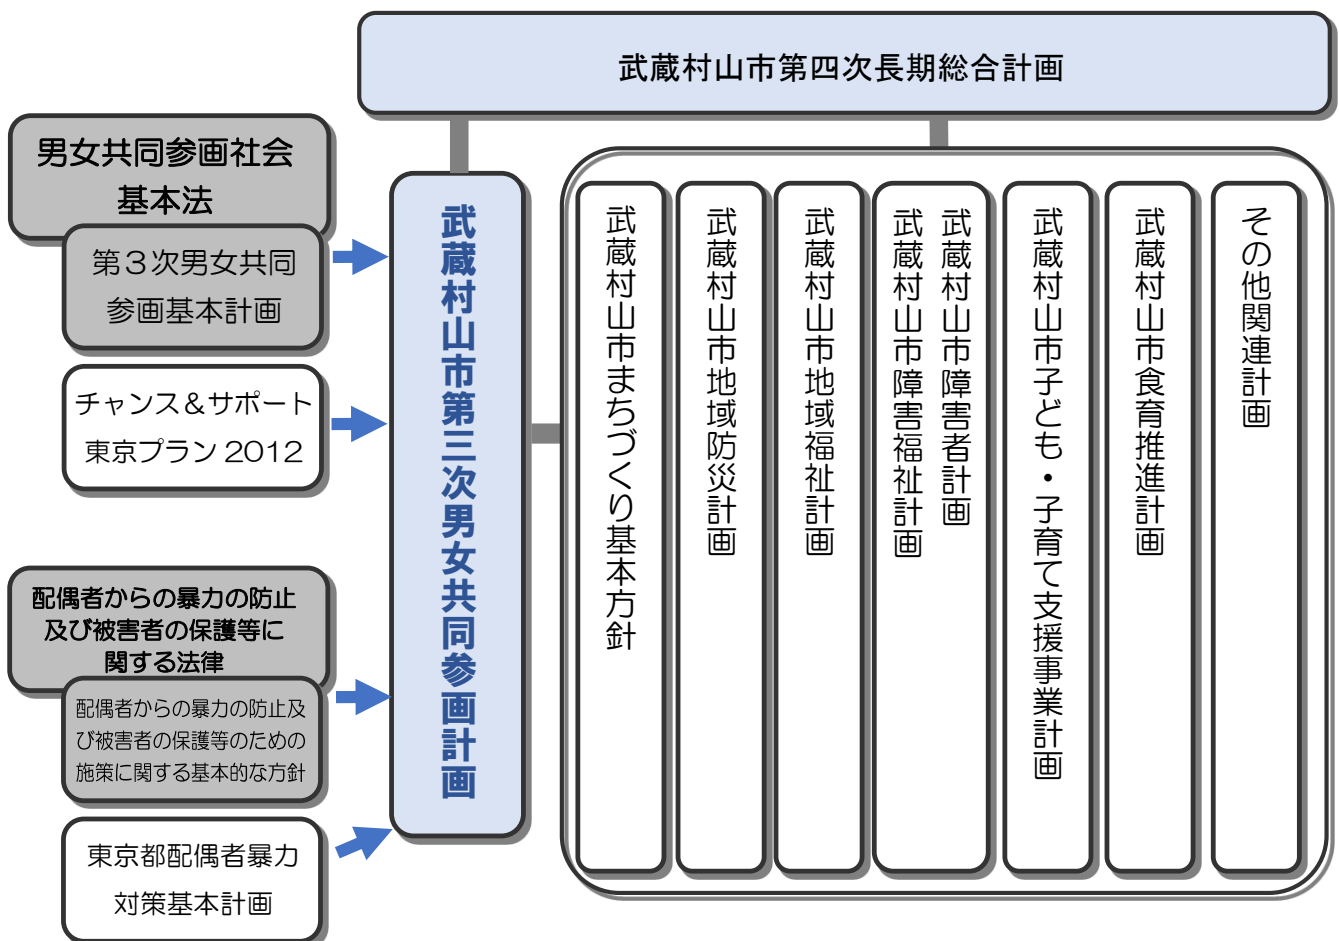 武蔵村山市第四次長期総合計画
男女共同参画社会
基本法
第３次男女共同
参画基本計画
チャンス＆サポート
東京プラン 2012
配偶者からの暴力の防止
及び被害者の保護等に
関する法律
配偶者からの暴力の防止及
び被害者の保護等のための
施策に関する基本的な方針
東京都配偶者暴力
対策基本計画
武蔵村山市第三次男女共同参画計画
武蔵村山市まちづくり基本方針
武蔵村山市地域防災計画
武蔵村山市地域福祉計画
武蔵村山市障害者計画
武蔵村山市障害福祉計画
武蔵村山市子ども・子育て支援事業計画
武蔵村山市食育推進計画
その他関連計画